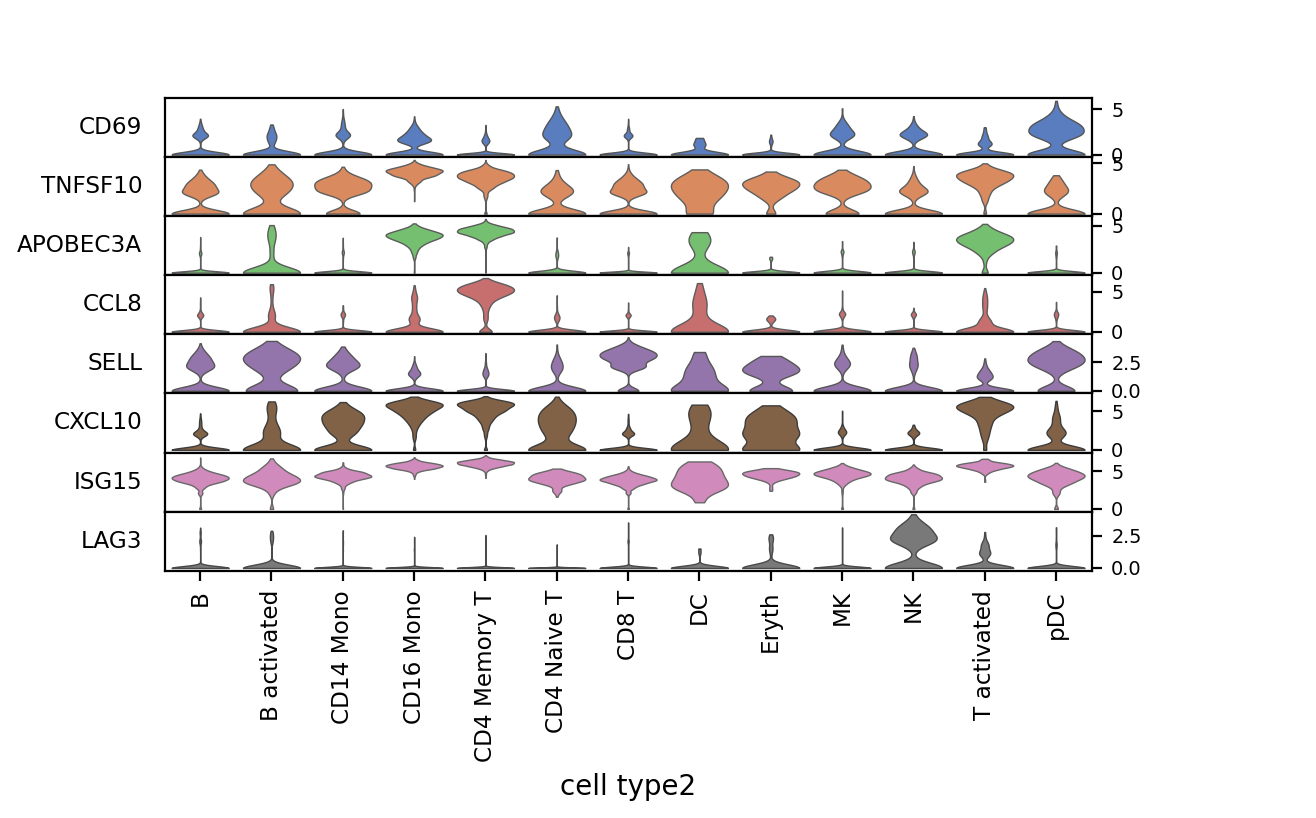 CD69
5
0
TNFSF10
5
0
APOBEC3A
5
0
CCL8
5
0
SELL
2.5
0.0
CXCL10
5
0
ISG15
5
0
LAG3
2.5
0.0
B
B activated
CD14 Mono
CD16 Mono
CD4 Memory T
CD4 Naive T
CD8 T
DC
Eryth
MK
NK
T activated
pDC
cell type2